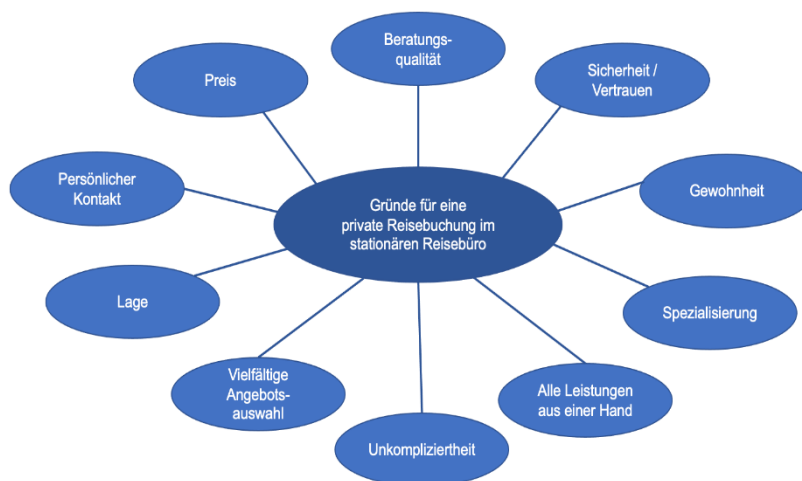 Beratungs-
qualität
Preis
Sicherheit /
Vertrauen
Persönlicher
Kontakt
Gründe für eine
private Reisebuchung im
stationären Reisebüro
Gewohnheit
Lage
Spezialisierung
Vielfältige
Angebots-
auswahl
Alle Leistungen
aus einer Hand
Unkompliziertheit